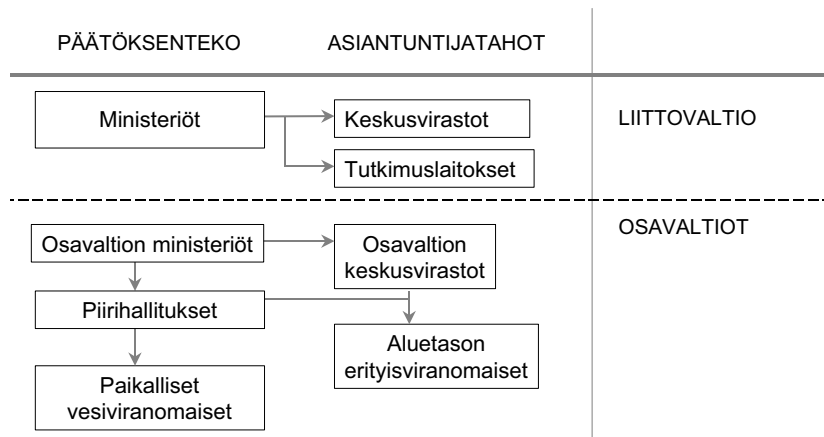 PÄÄTÖKSENTEKO
ASIANTUNTIJATAHOT
Ministeriöt
Keskusvirastot
LIITTOVALTIO
Tutkimuslaitokset
OSAVALTIOT
Osavaltion ministeriöt
Osavaltion
keskusvirastot
Piirihallitukset
Aluetason
erityisviranomaiset
Paikalliset
vesiviranomaiset